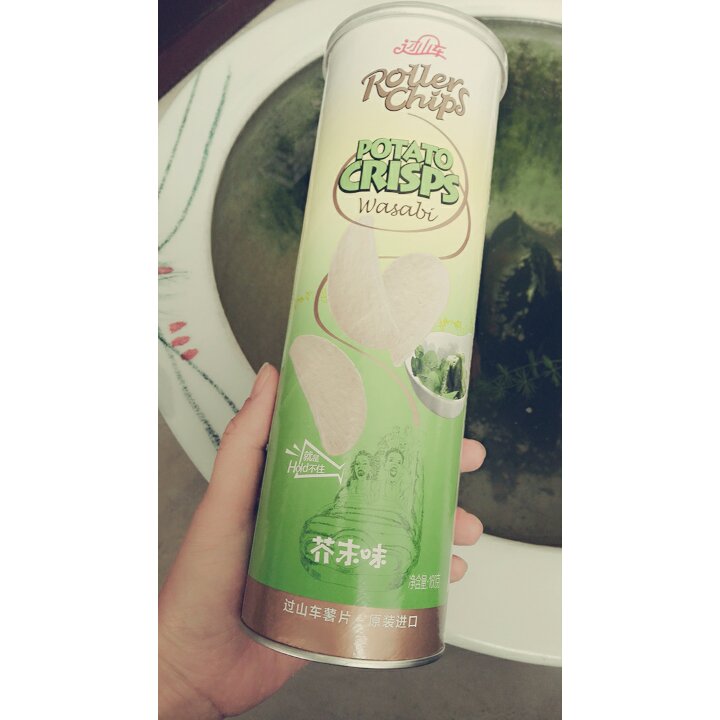 过山车
Roller
Chips
POTATO
CRISPS
Wasabi
就是
Hold不住
芥末味
过山车薯片 原装进口